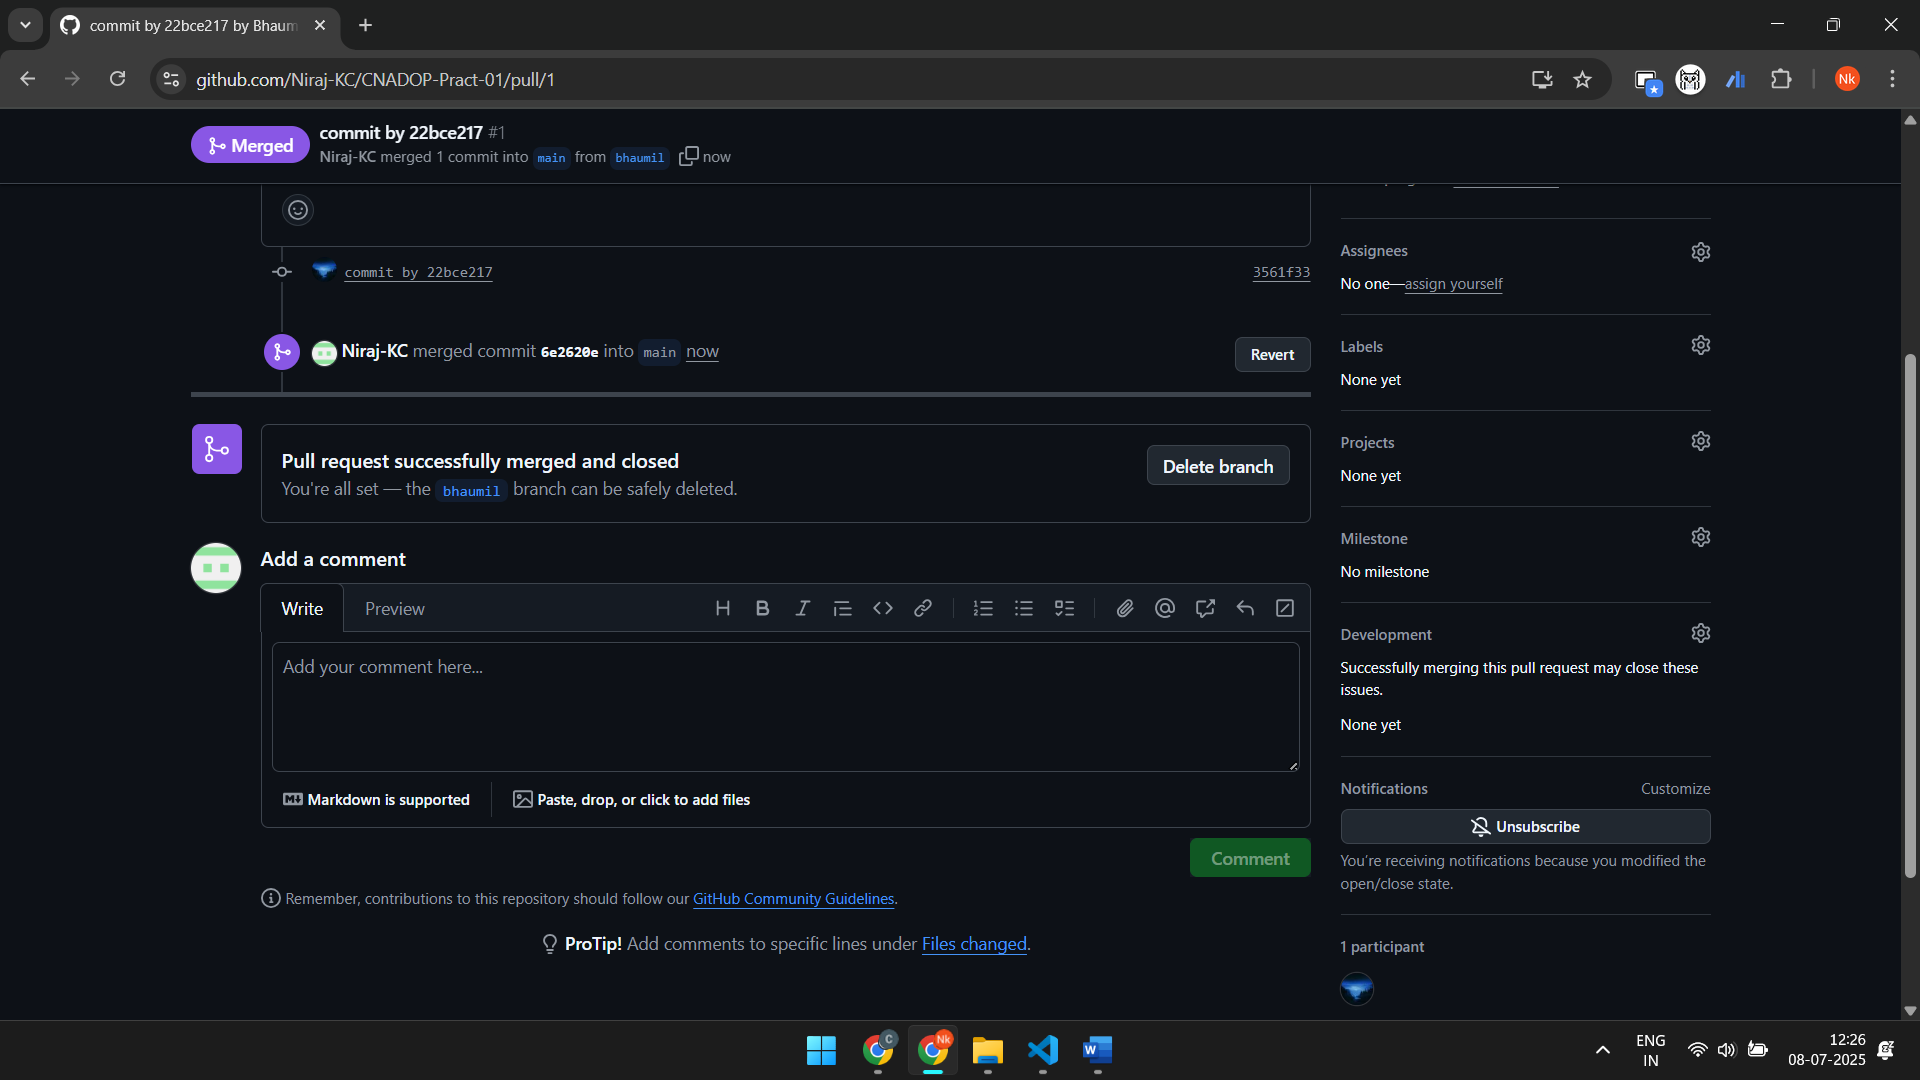 commit by 22bce217 by Bhaum
github.com/Niraj-KC/CNADOP-Pract-01/pull/1
Nk
Merged
commit by 22bce217 #1
Niraj-KC merged 1 commit into main from bhaumil now
commit by 22bce217
3561f33
Niraj-KC merged commit 6e2620e into main now
Revert
Pull request successfully merged and closed
You're all set — the bhaumil branch can be safely deleted.
Delete branch
Add a comment
Write
Preview
Add your comment here...
Markdown is supported
Paste, drop, or click to add files
Comment
Remember, contributions to this repository should follow our GitHub Community Guidelines.
ProTip! Add comments to specific lines under Files changed.
Assignees
No one—assign yourself
Labels
None yet
Projects
None yet
Milestone
No milestone
Development
Successfully merging this pull request may close these
issues.
None yet
Notifications
Customize
Unsubscribe
You're receiving notifications because you modified the
open/close state.
1 participant
C
Nk
W
ENG
IN
12:26
08-07-2025